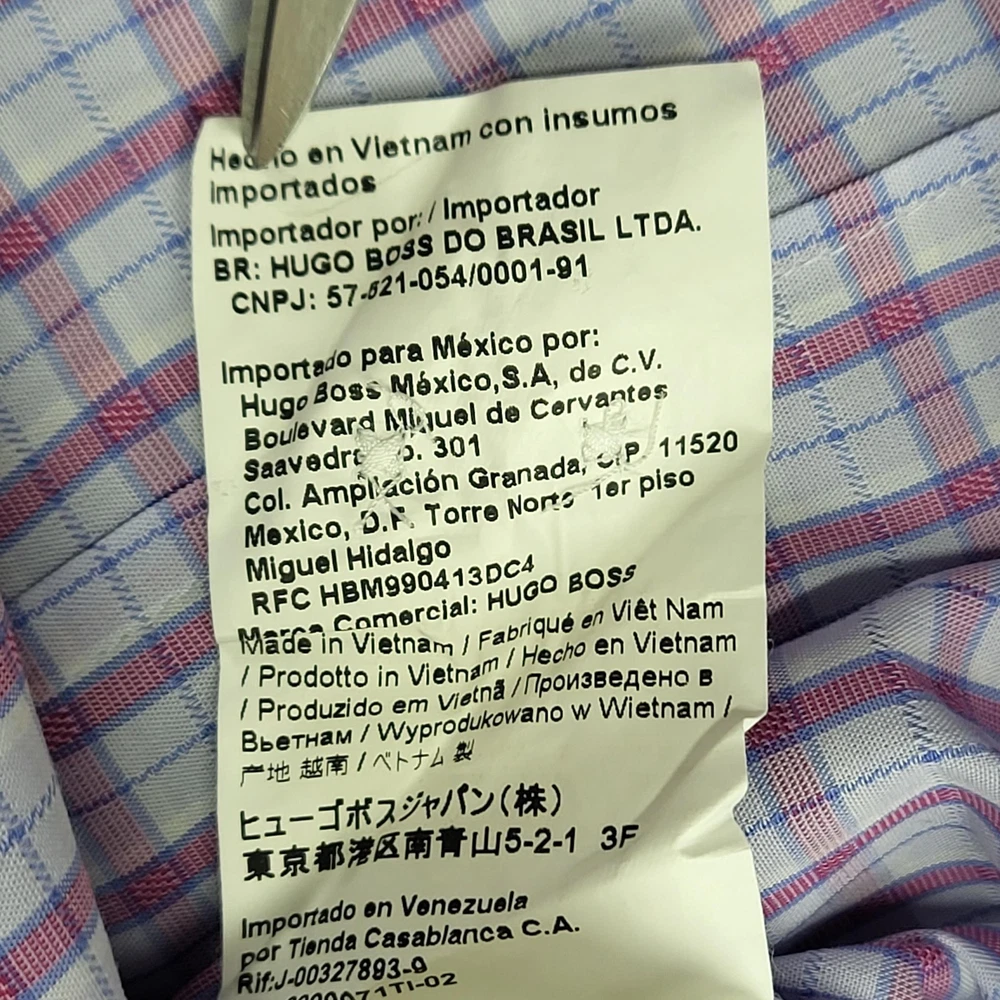 Hecho en Vietnam con insumos
Importados
Importador por: / Importador
BR: HUGO BOSS DO BRASIL LTDA.
CNPJ: 57-821-054/0001-91
Importado para México por:
Hugo Boss México,S.A, de C.V.
Boulevard Miguel de Cervantes
Saavedra No. 301
Col. Ampliación Granada, C.P. 11520
Mexico, D.F. Torre Norte 1er piso
Miguel Hidalgo
RFC HBM990413DC4
Marca Comercial: HUGO BOSS
Made in Vietnam / Fabriqué en Viêt Nam
/ Prodotto in Vietnam / Hecho en Vietnam
/ Produzido em Vietnã / Произведено в
Вьетнам / Wyprodukowano w Wietnam /
产地 越南 / ベトナム 製
ヒューゴボスジャパン(株)
東京都港区南青山5-2-1 3F
Importado en Venezuela
por Tienda Casablanca C.A.
Rif:J-00327893-9